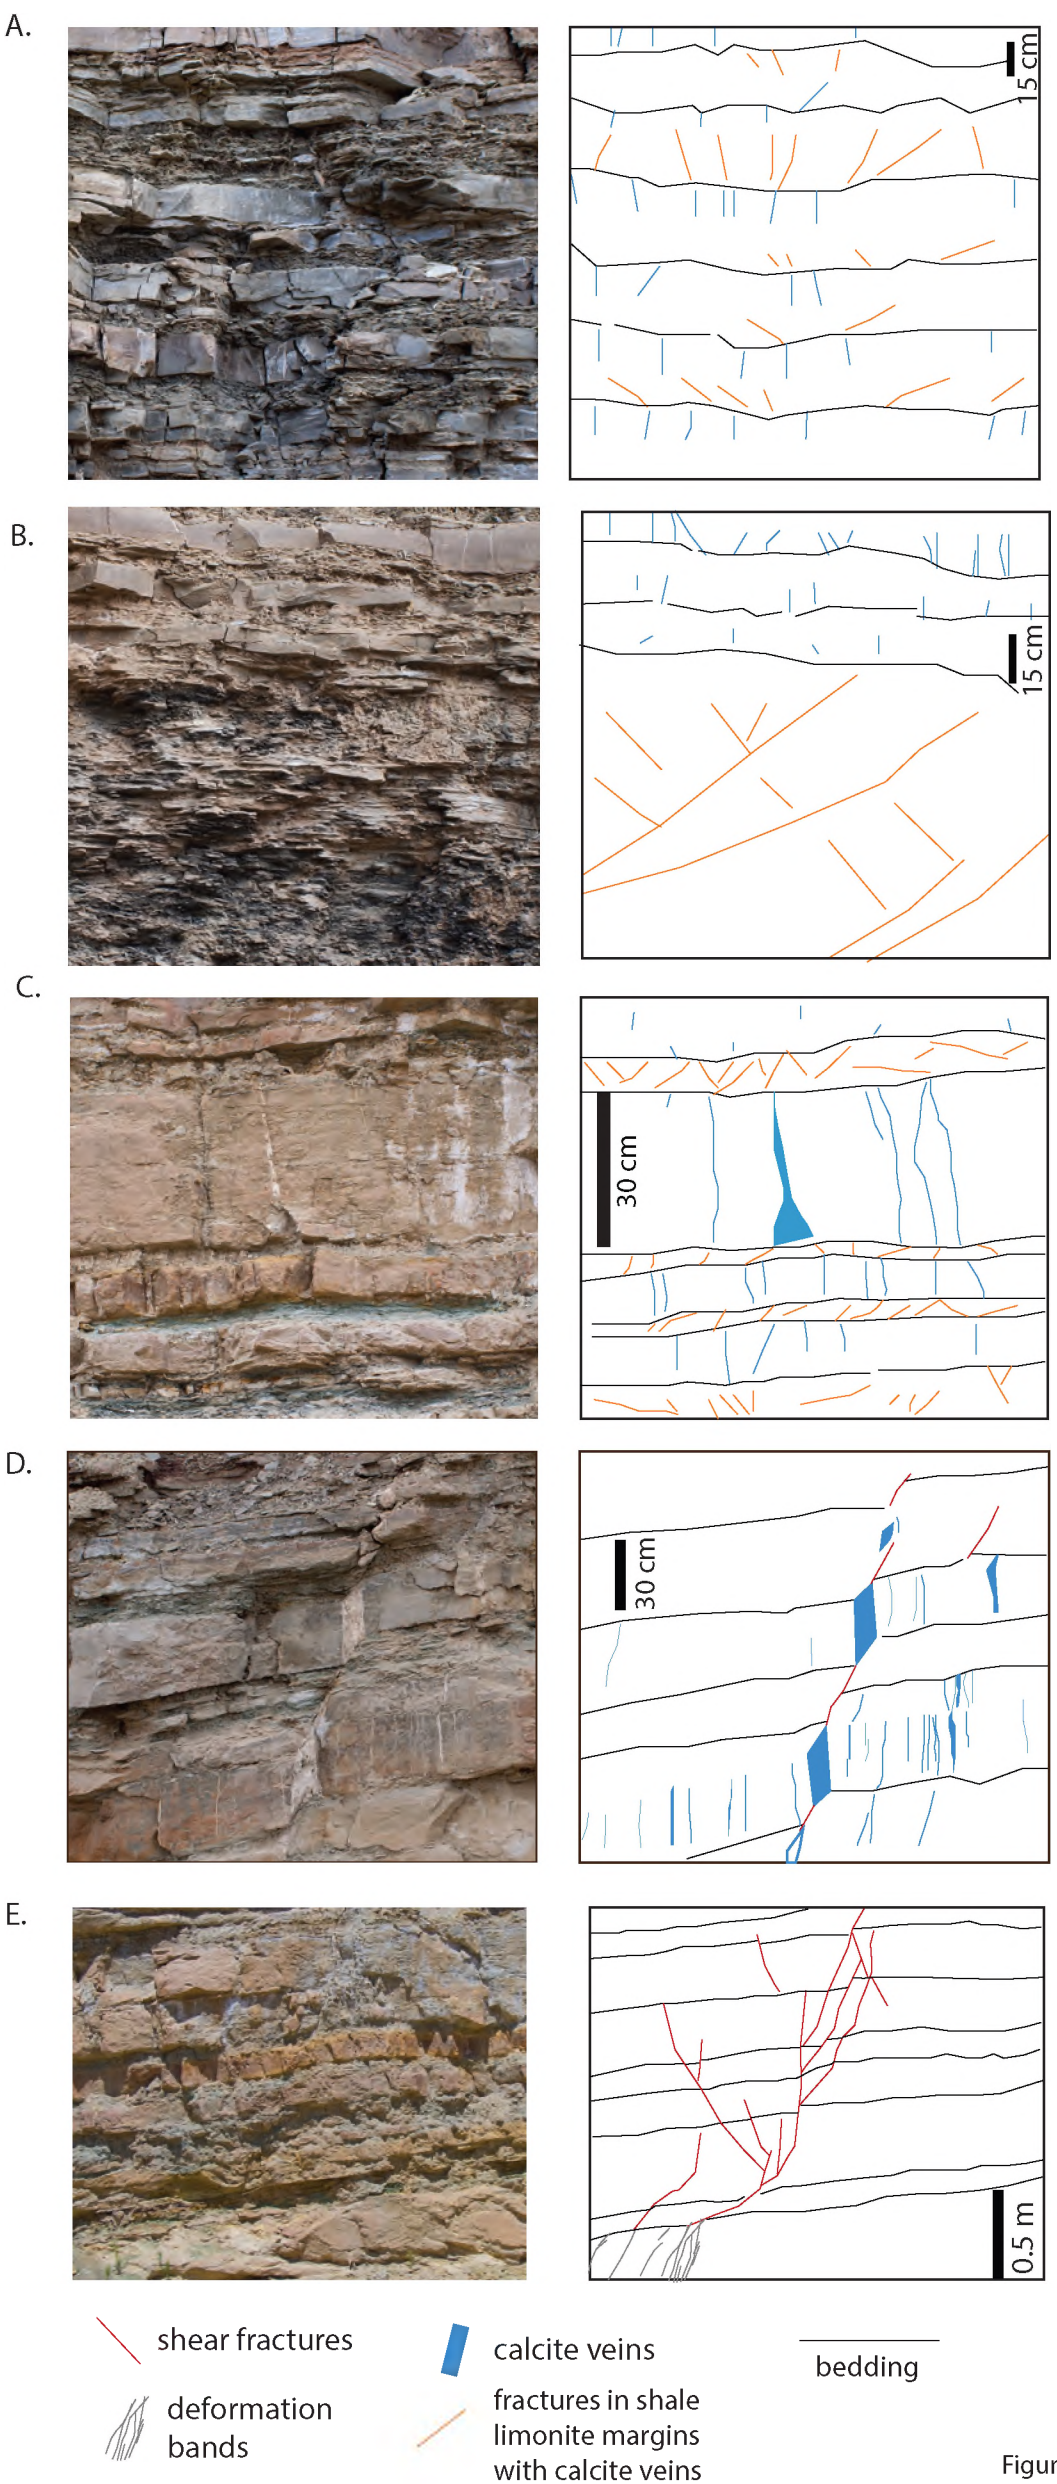 A.
15 cm
B.
15 cm
C.
30 cm
D.
30 cm
E.
0.5 m
shear fractures
calcite veins
bedding
deformation
bands
fractures in shale
limonite margins
with calcite veins
Figur